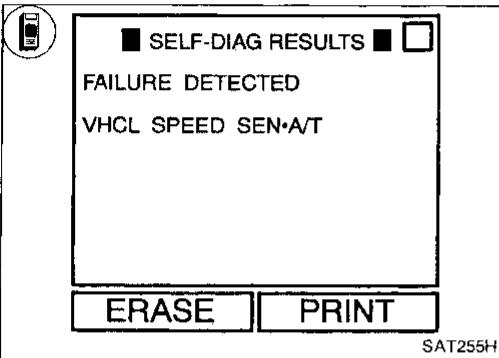 ■ SELF-DIAG RESULTS ■ □
FAILURE DETECTED
VHCL SPEED SEN•A/T
ERASE PRINT
SAT255H